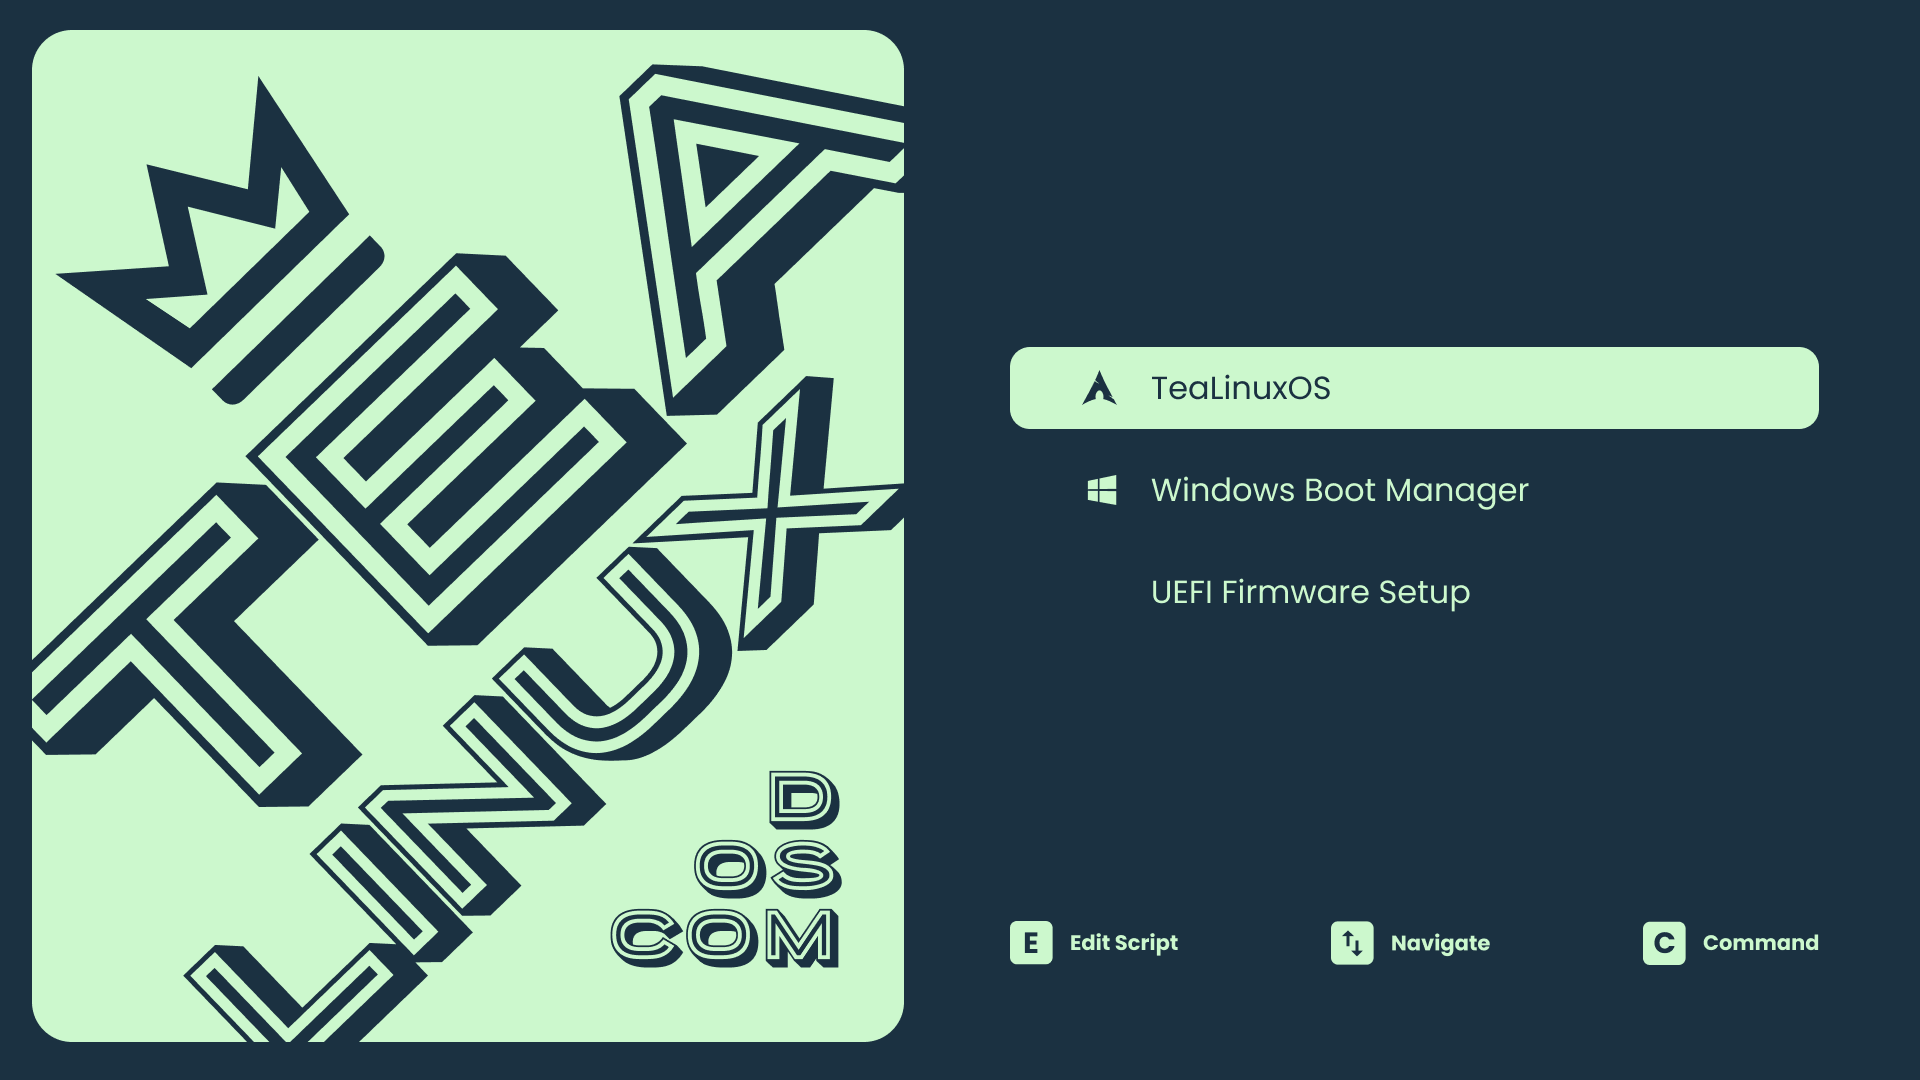 TEA
LINUX
D
OS
COM
TeaLinuxOS
Windows Boot Manager
UEFI Firmware Setup
E Edit Script
Navigate
C Command